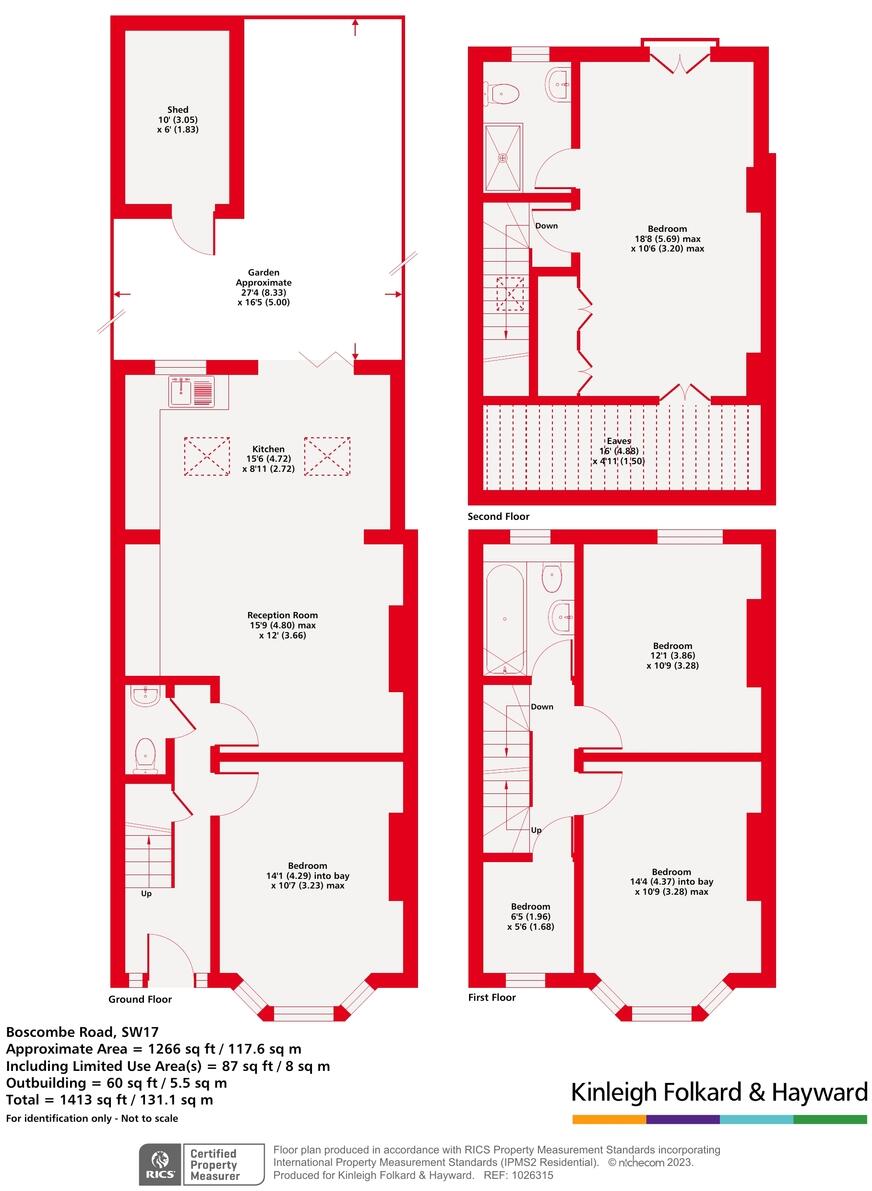 Shed
10' (3.05)
x 6' (1.83)
Garden
Approximate
27'4 (8.33)
x 16'5 (5.00)
Kitchen
15'6 (4.72)
x 8'11 (2.72)
Reception Room
15'9 (4.80) max
x 12' (3.66)
Bedroom
14'1 (4.29) into bay
x 10'7 (3.23) max
Up
Ground Floor
Down
Bedroom
18'8 (5.69) max
x 10'6 (3.20) max
Eaves
16' (4.88)
x 4'11 (1.50)
Second Floor
Bedroom
12'1 (3.86)
x 10'9 (3.28)
Down
Up
Bedroom
14'4 (4.37) into bay
x 10'9 (3.28) max
Bedroom
6'5 (1.96)
x 5'6 (1.68)
First Floor
Boscombe Road, SW17
Approximate Area = 1266 sq ft / 117.6 sq m
Including Limited Use Area(s) = 87 sq ft / 8 sq m
Outbuilding = 60 sq ft / 5.5 sq m
Total = 1413 sq ft / 131.1 sq m
For identification only - Not to scale
Kinleigh Folkard & Hayward
RICS
Certified
Property
Measurer
Floor plan produced in accordance with RICS Property Measurement Standards incorporating
International Property Measurement Standards (IPMS2 Residential). © nichecom 2023.
Produced for Kinleigh Folkard & Hayward. REF: 1026315